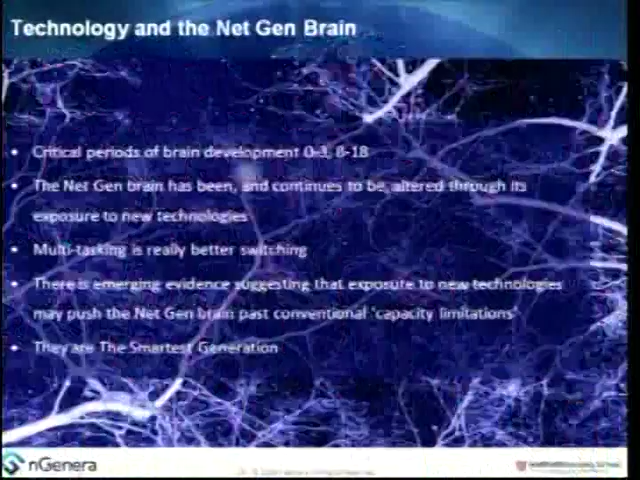 Technology and the Net Gen Brain
• Critical periods of brain development 0-3, 8-18
• The Net Gen brain has been, and continues to be, altered through its
exposure to new technologies
• Multi-tasking is really better switching
• There is emerging evidence suggesting that exposure to new technologies
may push the Net Gen brain past conventional 'capacity limitations'
• They are The Smartest Generation
nGenera